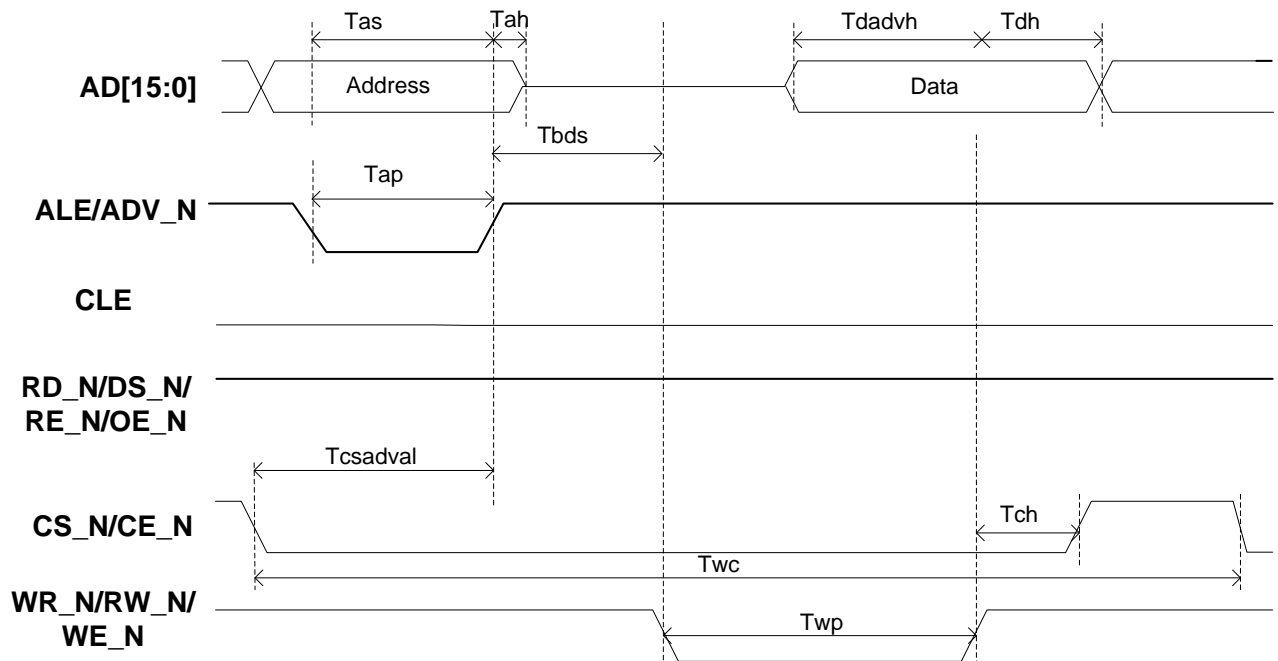 Tas
Tah
Tdadvh
Tdh
AD[15:0]
Address
Data
Tbds
Tap
ALE/ADV_N
CLE
RD_N/DS_N/
RE_N/OE_N
Tcsadval
CS_N/CE_N
Tch
Twc
WR_N/RW_N/
WE_N
Twp